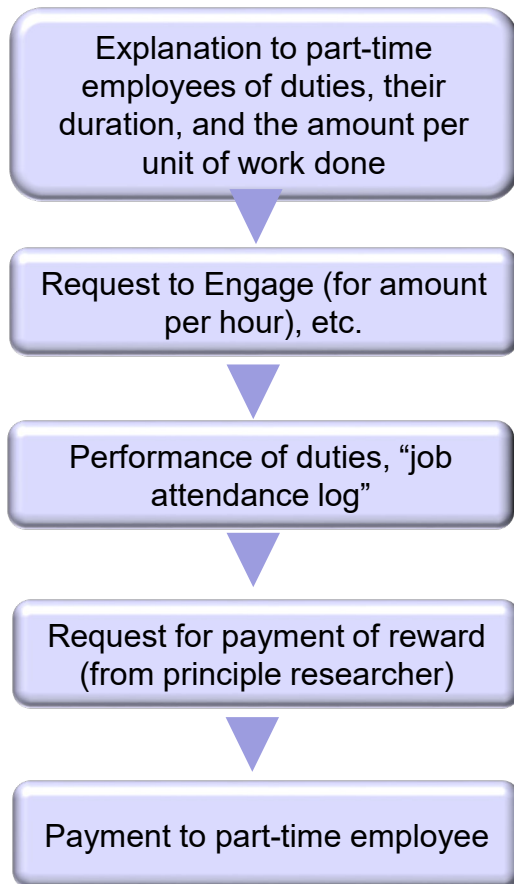 Explanation to part-time
employees of duties, their
duration, and the amount per
unit of work done
Request to Engage (for amount
per hour), etc.
Performance of duties, “job
attendance log”
Request for payment of reward
(from principle researcher)
Payment to part-time employee